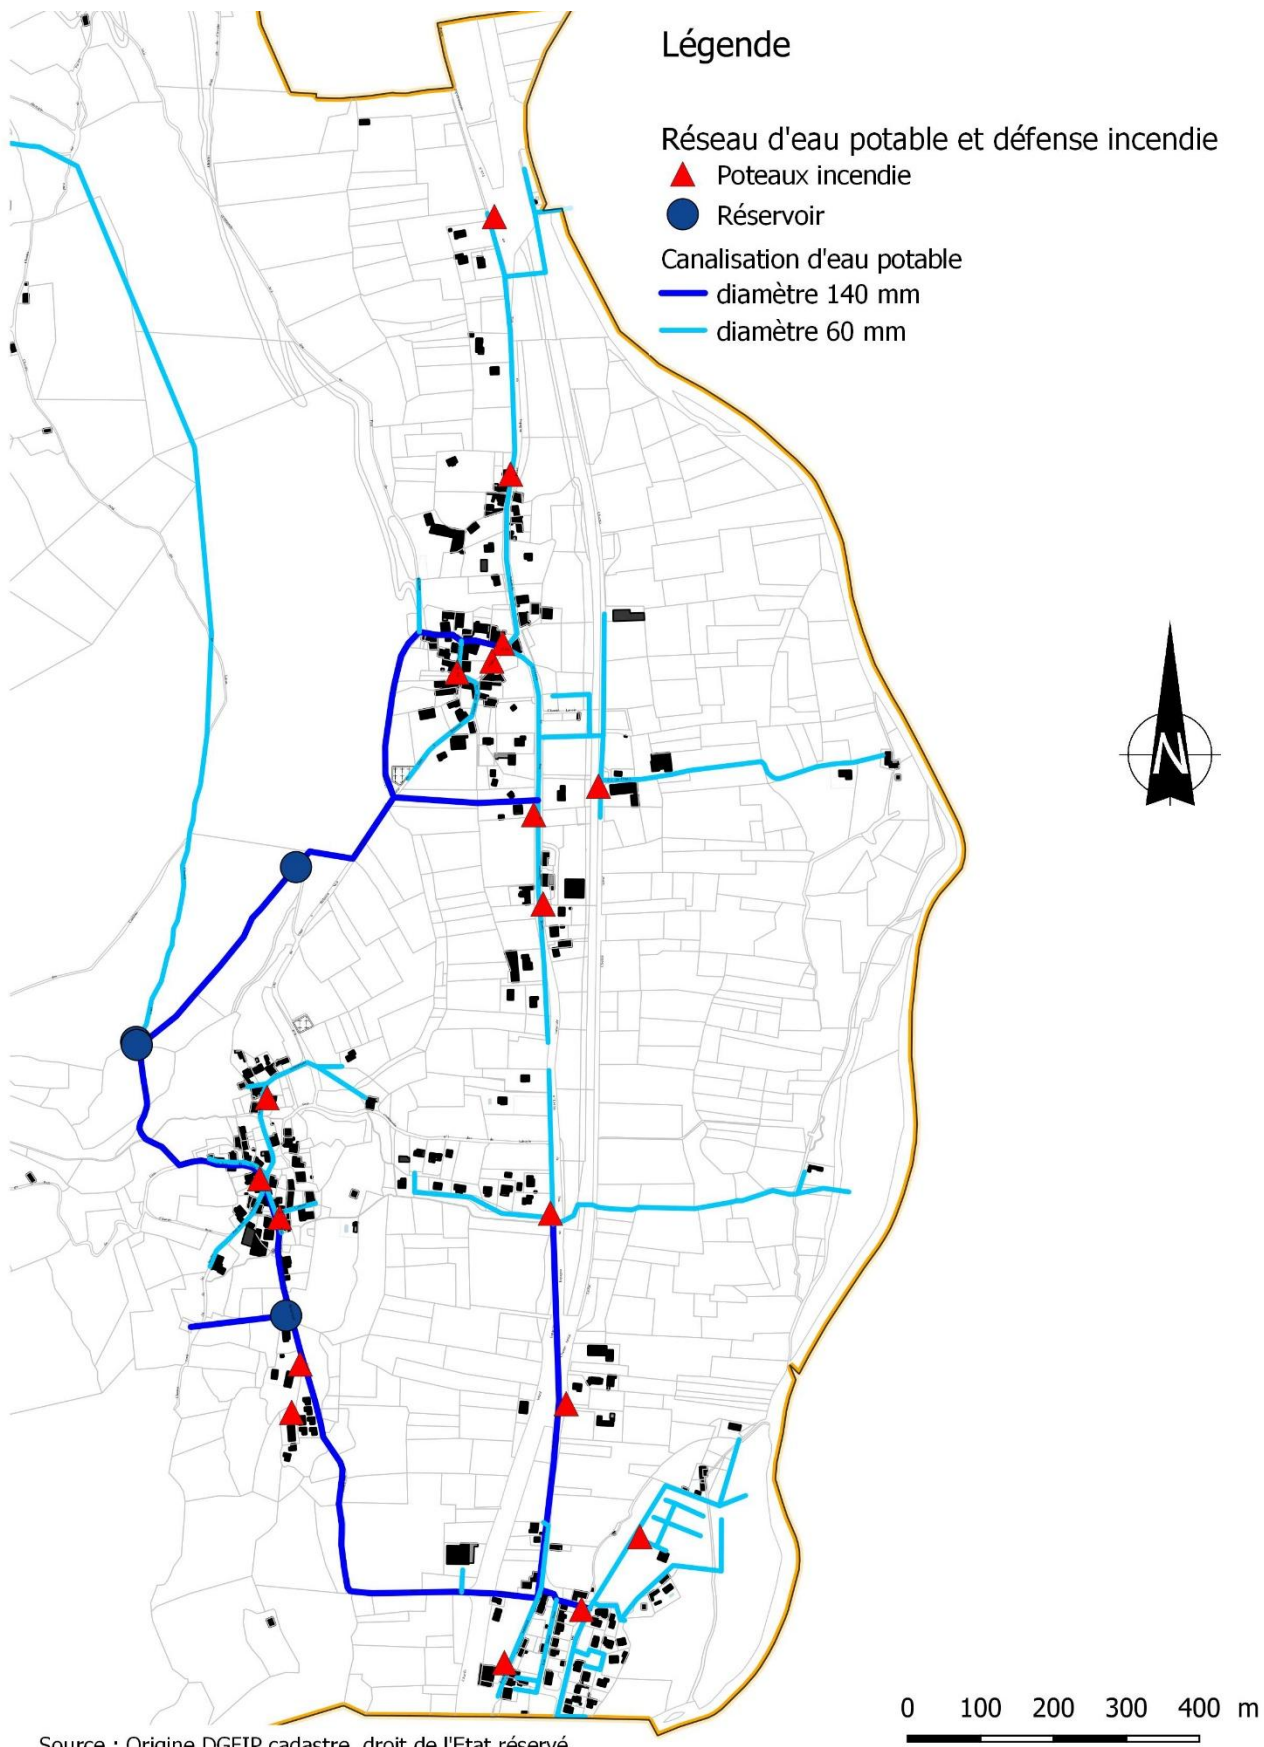 Légende
Réseau d'eau potable et défense incendie
Poteaux incendie
Réservoir
Canalisation d'eau potable
diamètre 140 mm
diamètre 60 mm
N
0 100 200 300 400 m
Source : Origine DGFIP cadastre, droit de l'Etat réservé